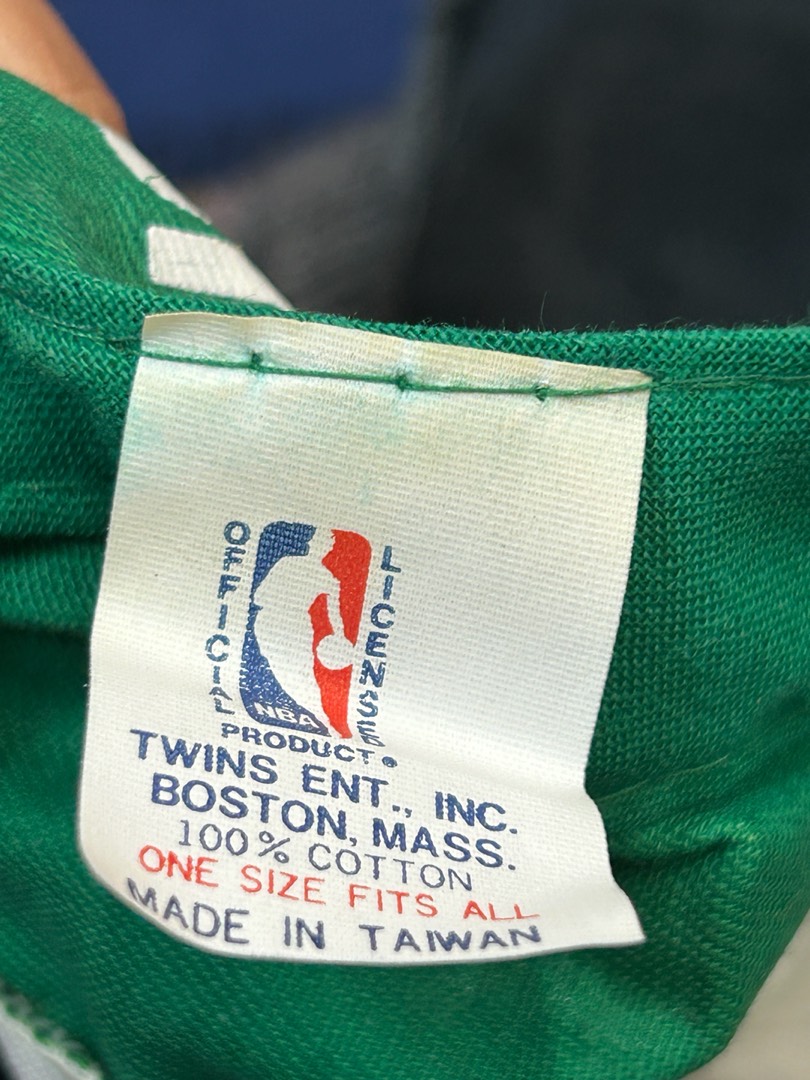 OFFICIAL
LICENSE
NBA
PRODUCT
TWINS ENT., INC.
BOSTON, MASS.
100% COTTON
ONE SIZE FITS ALL
MADE IN TAIWAN